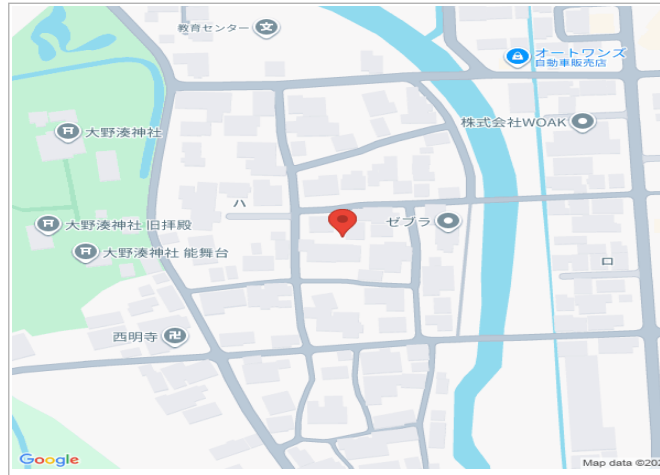 教育センター
オートワンズ
自動車販売店
大野湊神社
株式会社WOAK
ハ
大野湊神社 旧拝殿
ゼブラ
大野湊神社 能舞台
ロ
西明寺
Google
Map data ©202